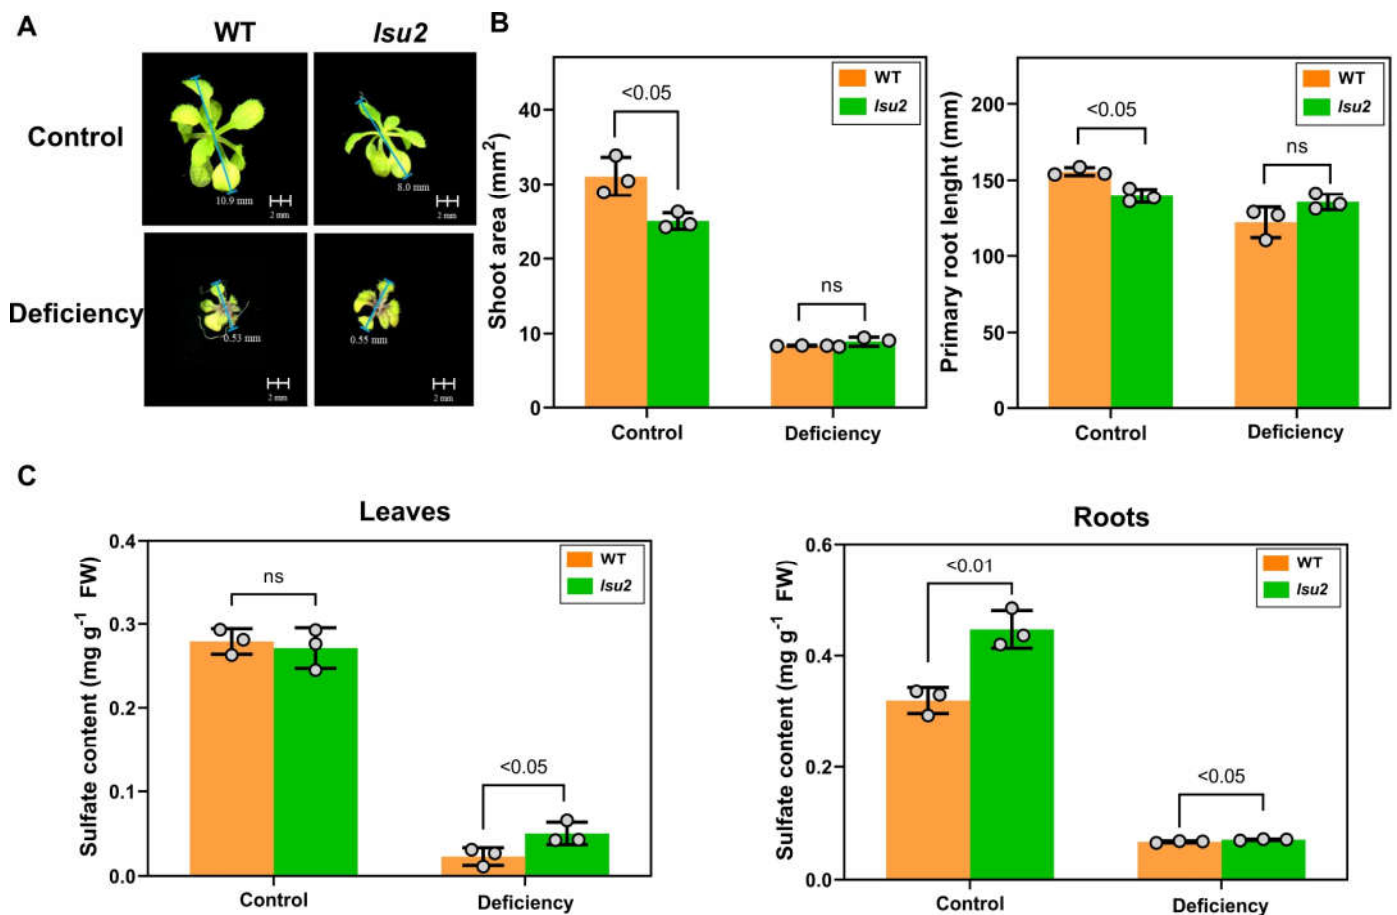 A
WT
lsu2
Control
10.9 mm
2 mm
8.0 mm
2 mm
Deficiency
0.53 mm
2 mm
0.55 mm
2 mm
B
Shoot area (mm²)
40
30
20
10
0
<0.05
ns
WT
lsu2
Control
Deficiency
Primary root lenght (mm)
200
150
100
50
0
<0.05
ns
WT
lsu2
Control
Deficiency
C
Leaves
Sulfate content (mg g⁻¹ FW)
0.4
0.3
0.2
0.1
0.0
ns
<0.05
WT
lsu2
Control
Deficiency
Roots
Sulfate content (mg g⁻¹ FW)
0.6
0.4
0.2
0.0
<0.01
<0.05
WT
lsu2
Control
Deficiency